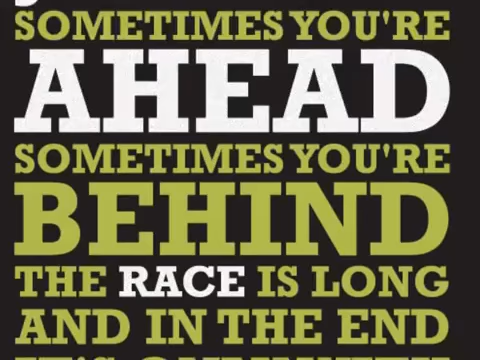 SOMETIMES YOU'RE
AHEAD
SOMETIMES YOU'RE
BEHIND
THE RACE IS LONG
AND IN THE END